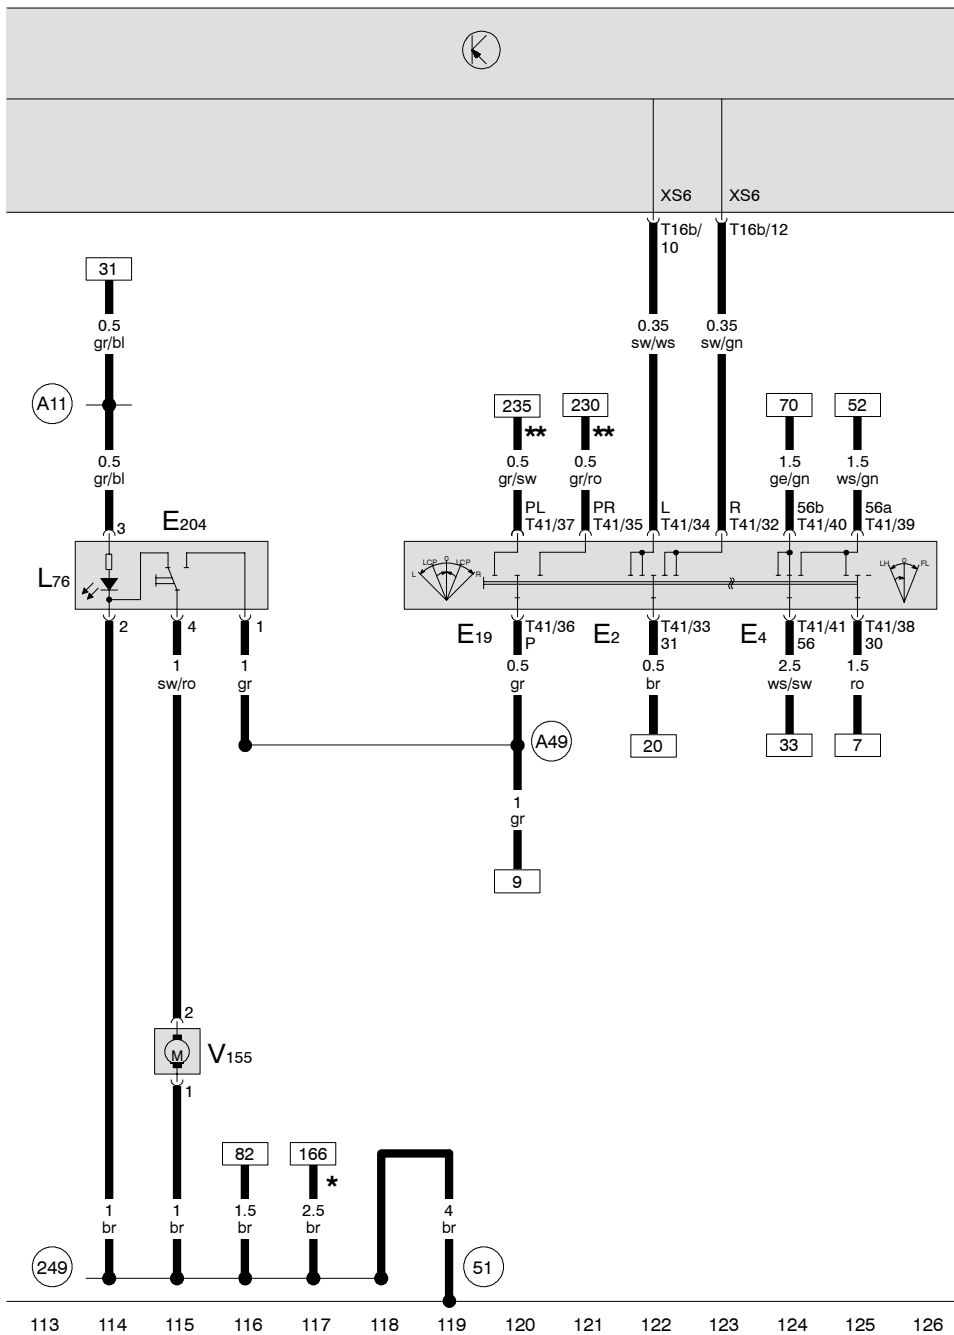 XS6 XS6
T16b/ T16b/12
10
31
0.5 0.35 0.35
gr/bl sw/ws sw/gn
A11
235 230 70 52
** **
0.5 0.5 0.5 1.5 1.5
gr/bl gr/sw gr/ro ge/gn ws/gn
PL PR L R 56b 56a
3 E204 T41/37 T41/35 T41/34 T41/32 T41/40 T41/39
L76
L LCP O LCP R LH O FL
2 4 1 E19 T41/36 E2 T41/33 E4 T41/41 T41/38
P 31 56 30
1 1 0.5 0.5 2.5 1.5
sw/ro gr gr br ws/sw ro
A49 20 33 7
1
gr
9
2
M V155
1
82 166
*
1 1 1.5 2.5 4
br br br br br
249 51
113 114 115 116 117 118 119 120 121 122 123 124 125 126